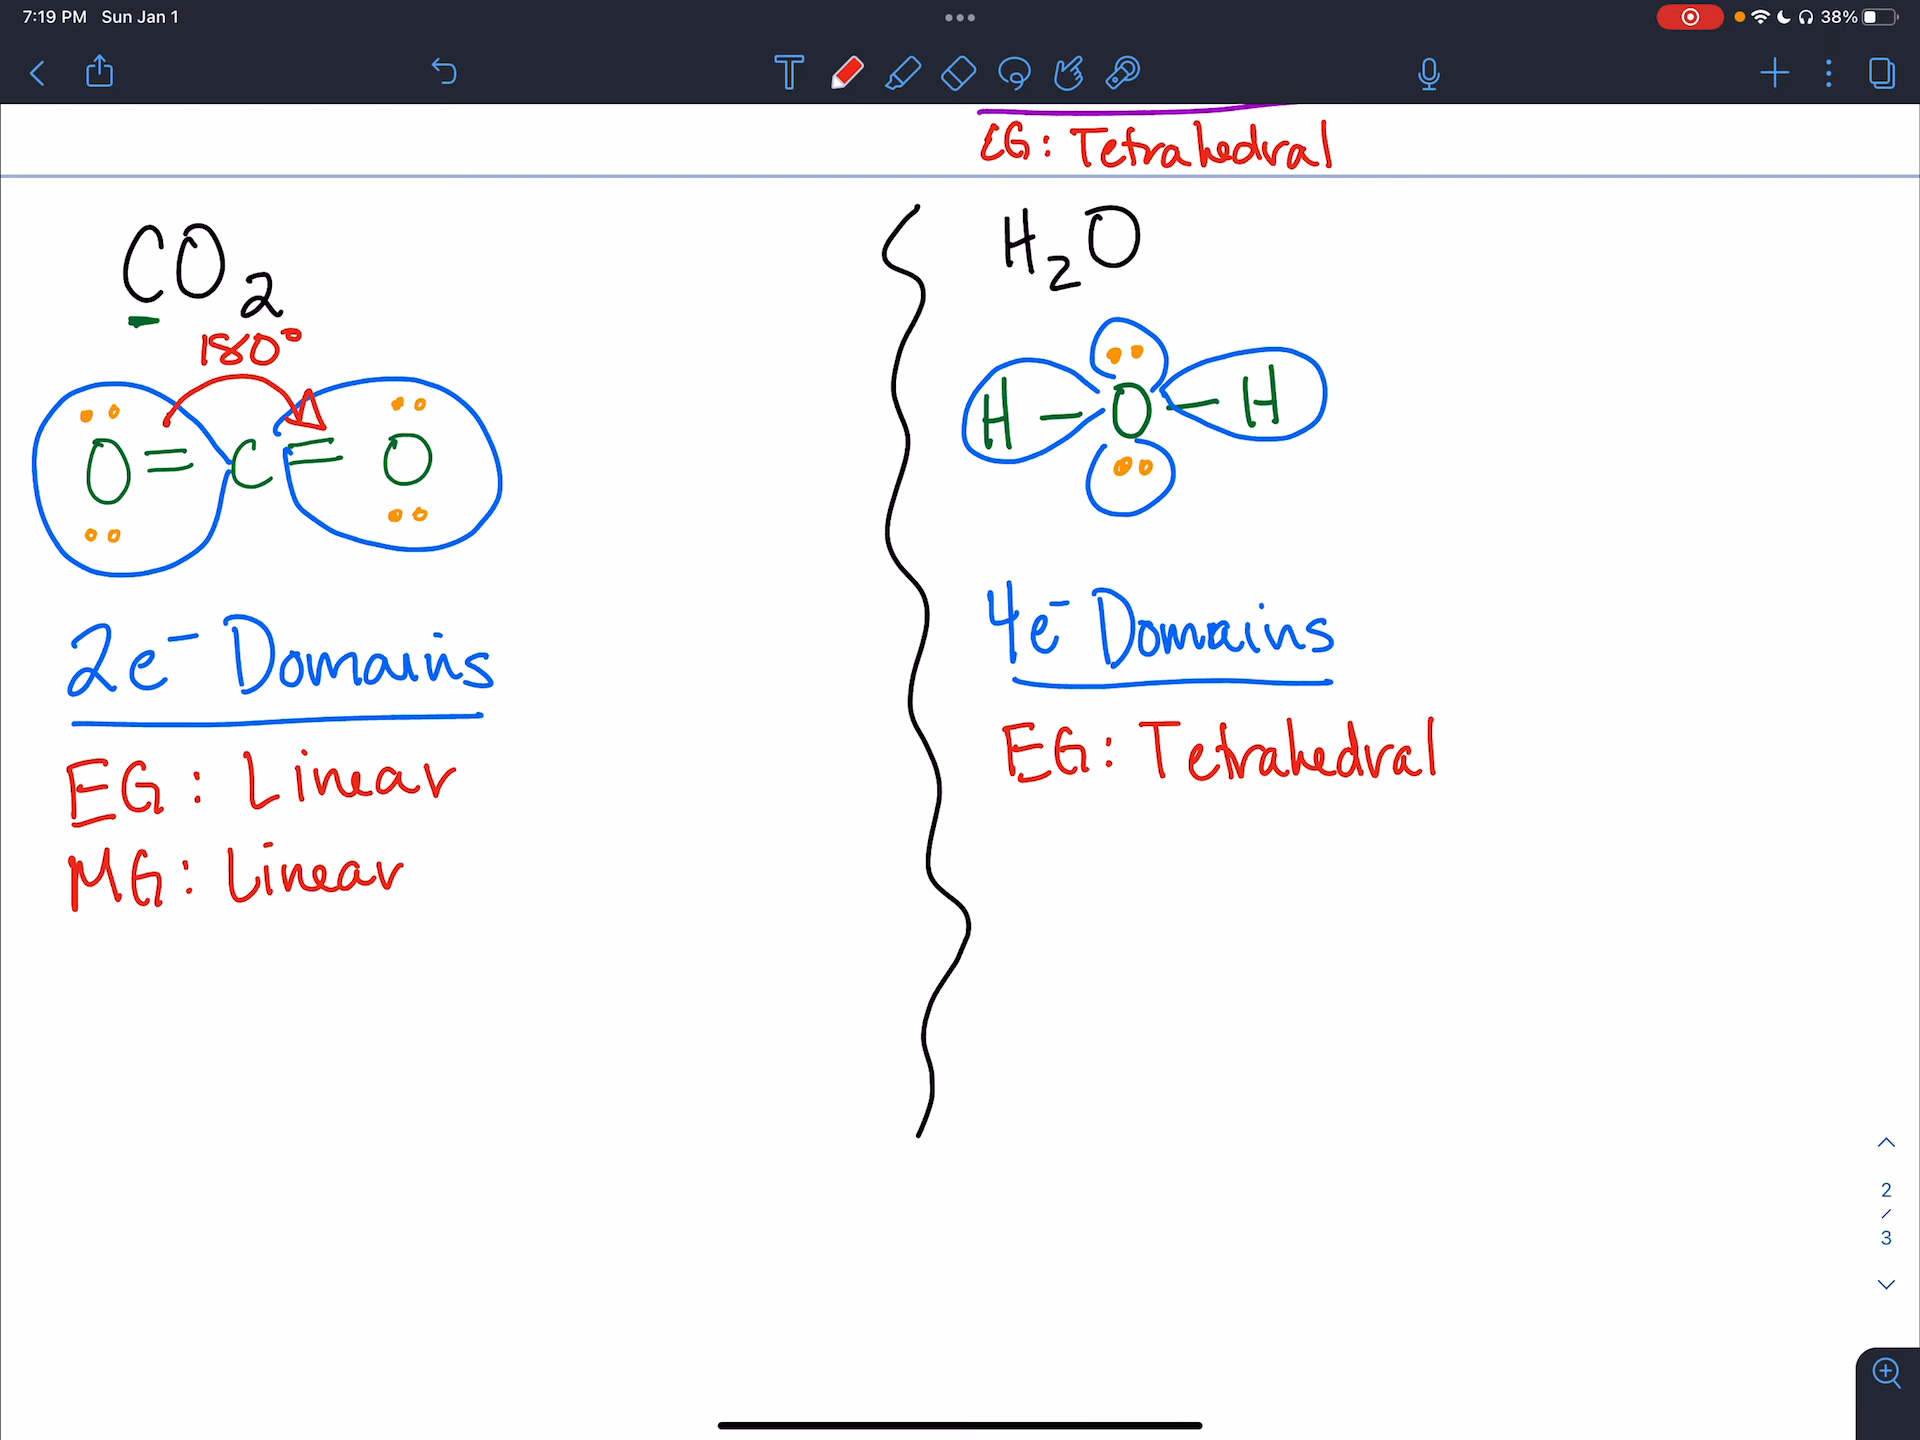 7:19 PM Sun Jan 1
38%
T
EG: Tetrahedral
CO2
180°
O = C = O
2e⁻ Domains
EG: Linear
MG: Linear
H2O
H - O - H
4e⁻ Domains
EG: Tetrahedral
2
/
3